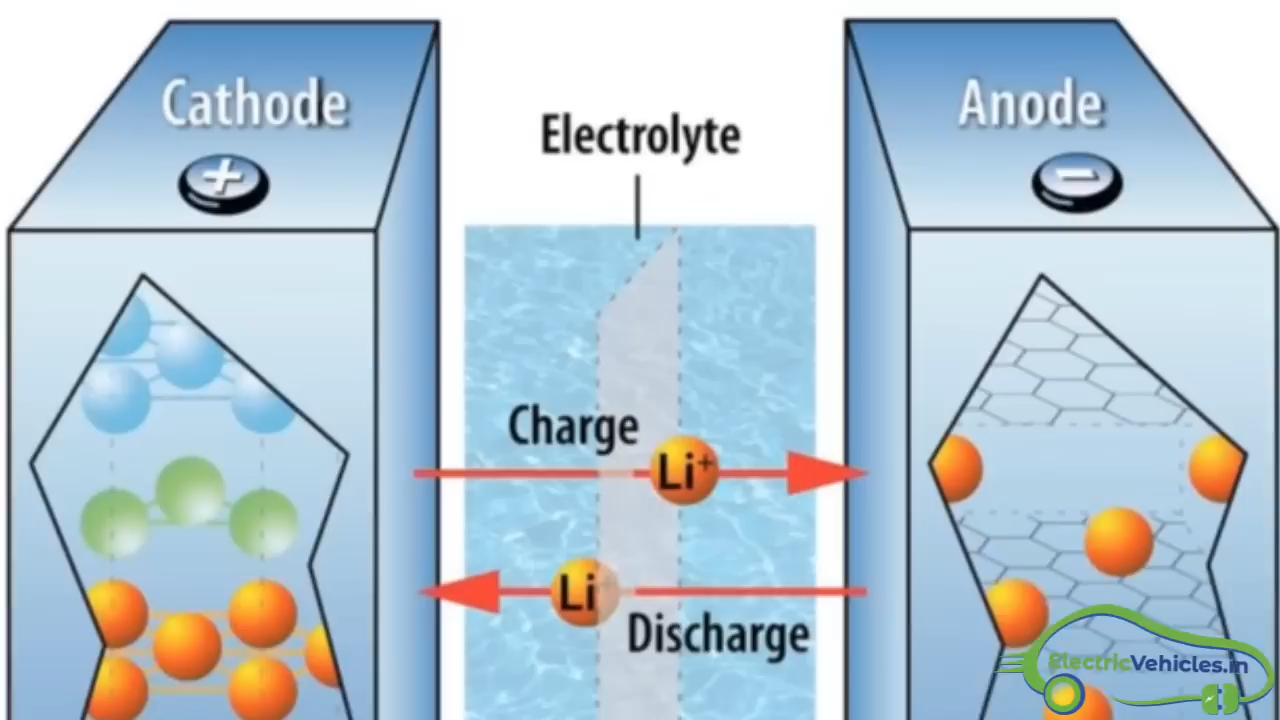 Cathode
+
Electrolyte
Anode
−
Charge
Li+
Li
Discharge
ElectricVehicles.in